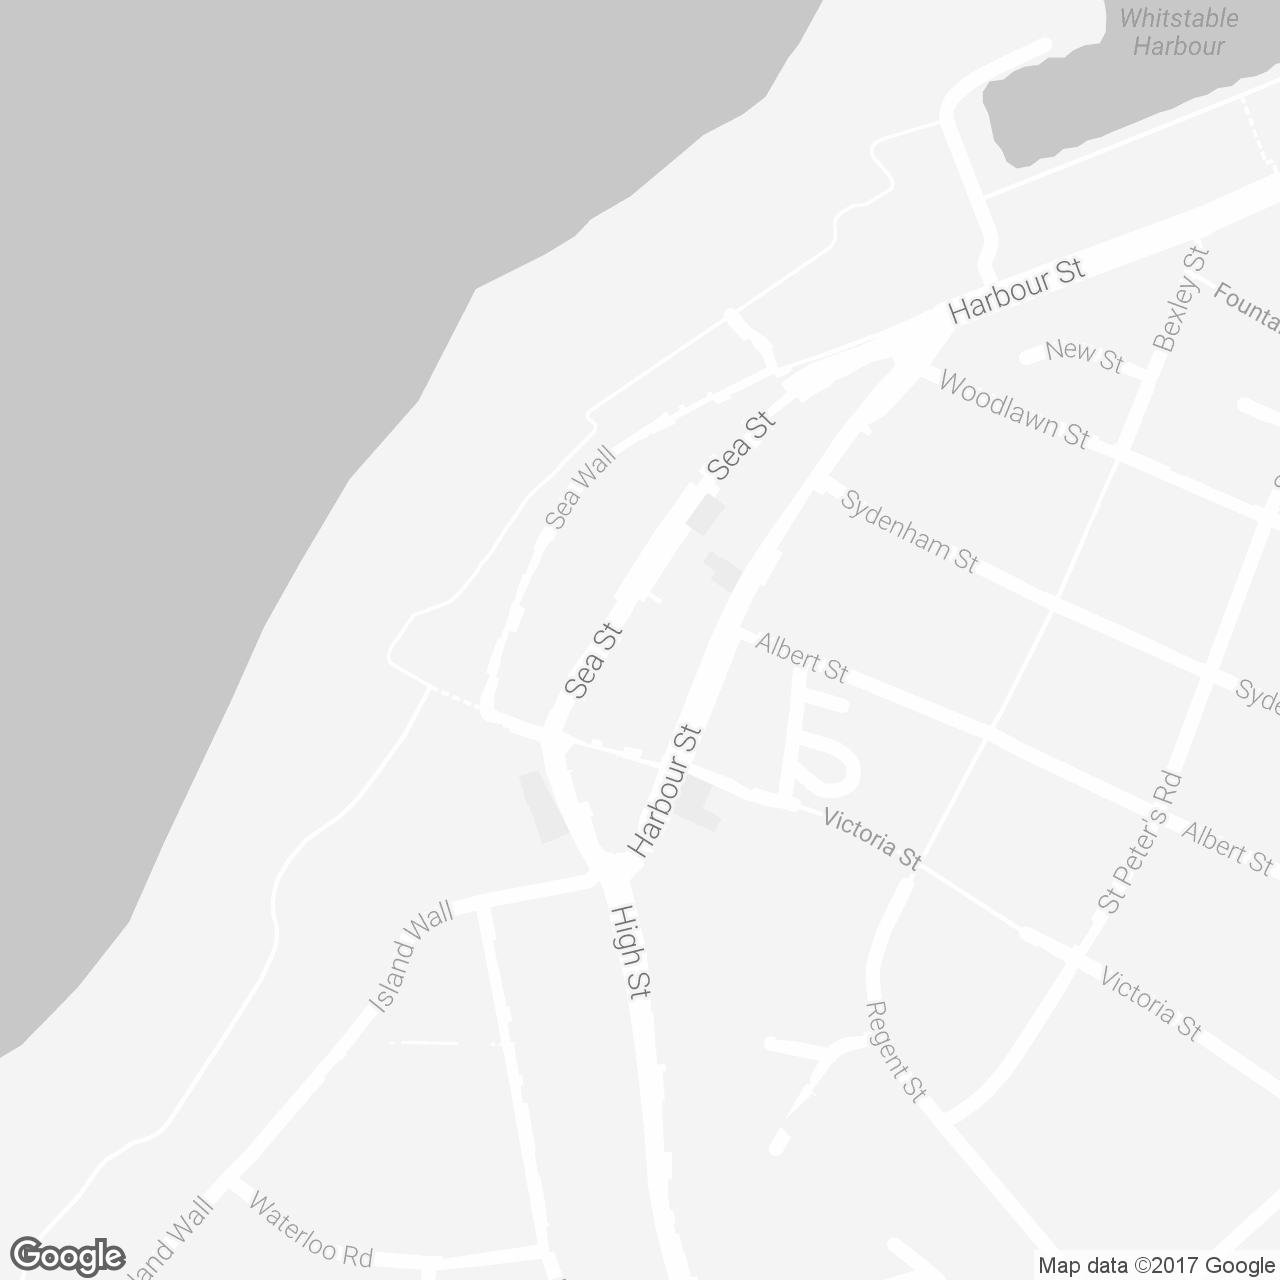 Whitstable
Harbour
Harbour St
Bexley St
New St
Woodlawn St
Sea St
Sea Wall
Sydenham St
Albert St
Sea St
Harbour St
Victoria St
St Peter's Rd
Albert St
High St
Island Wall
Victoria St
Regent St
Waterloo Rd
Google
Map data ©2017 Google